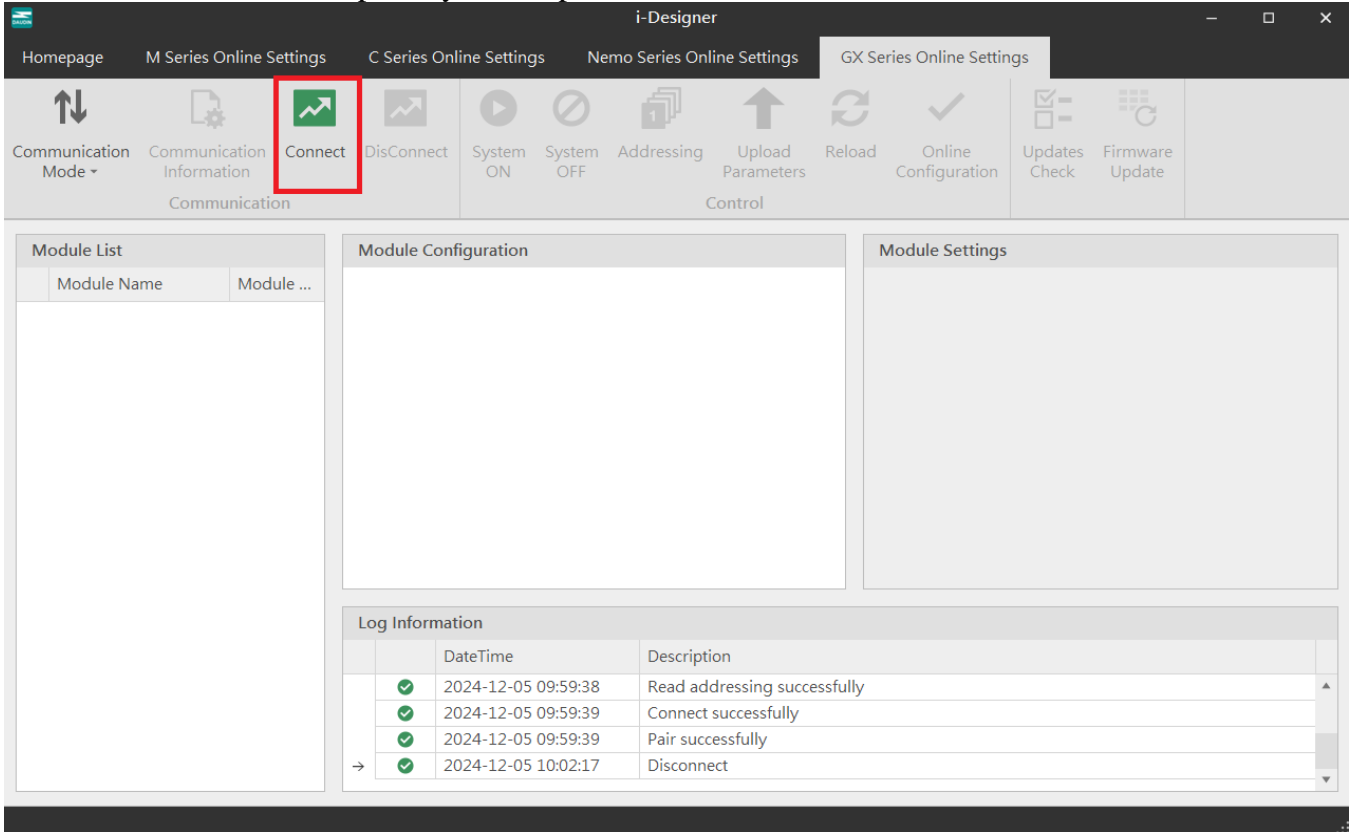 DAUDIN
i-Designer
Homepage
M Series Online Settings
C Series Online Settings
Nemo Series Online Settings
GX Series Online Settings
Communication
Mode
Communication
Information
Connect
DisConnect
System
ON
System
OFF
1
Addressing
Upload
Parameters
Reload
Online
Configuration
Updates
Check
Firmware
Update
Communication
Control
Module List
Module Name
Module ...
Module Configuration
Module Settings
Log Information
DateTime
Description
2024-12-05 09:59:38
Read addressing successfully
2024-12-05 09:59:39
Connect successfully
2024-12-05 09:59:39
Pair successfully
2024-12-05 10:02:17
Disconnect